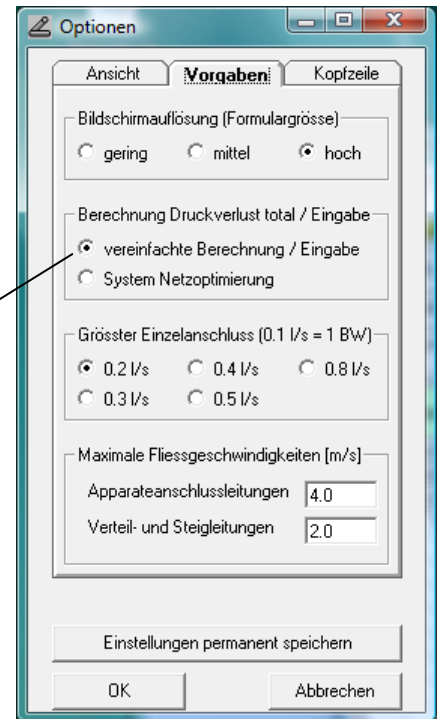 Optionen
Ansicht Vorgaben Kopfzeile
Bildschirmauflösung (Formulargrösse)
gering mittel hoch
Berechnung Druckverlust total / Eingabe
vereinfachte Berechnung / Eingabe
System Netzoptimierung
Grösster Einzelanschluss (0.1 l/s = 1 BW)
0.2 l/s 0.4 l/s 0.8 l/s
0.3 l/s 0.5 l/s
Maximale Fliessgeschwindigkeiten [m/s]
Apparateanschlussleitungen 4.0
Verteil- und Steigleitungen 2.0
Einstellungen permanent speichern
OK Abbrechen